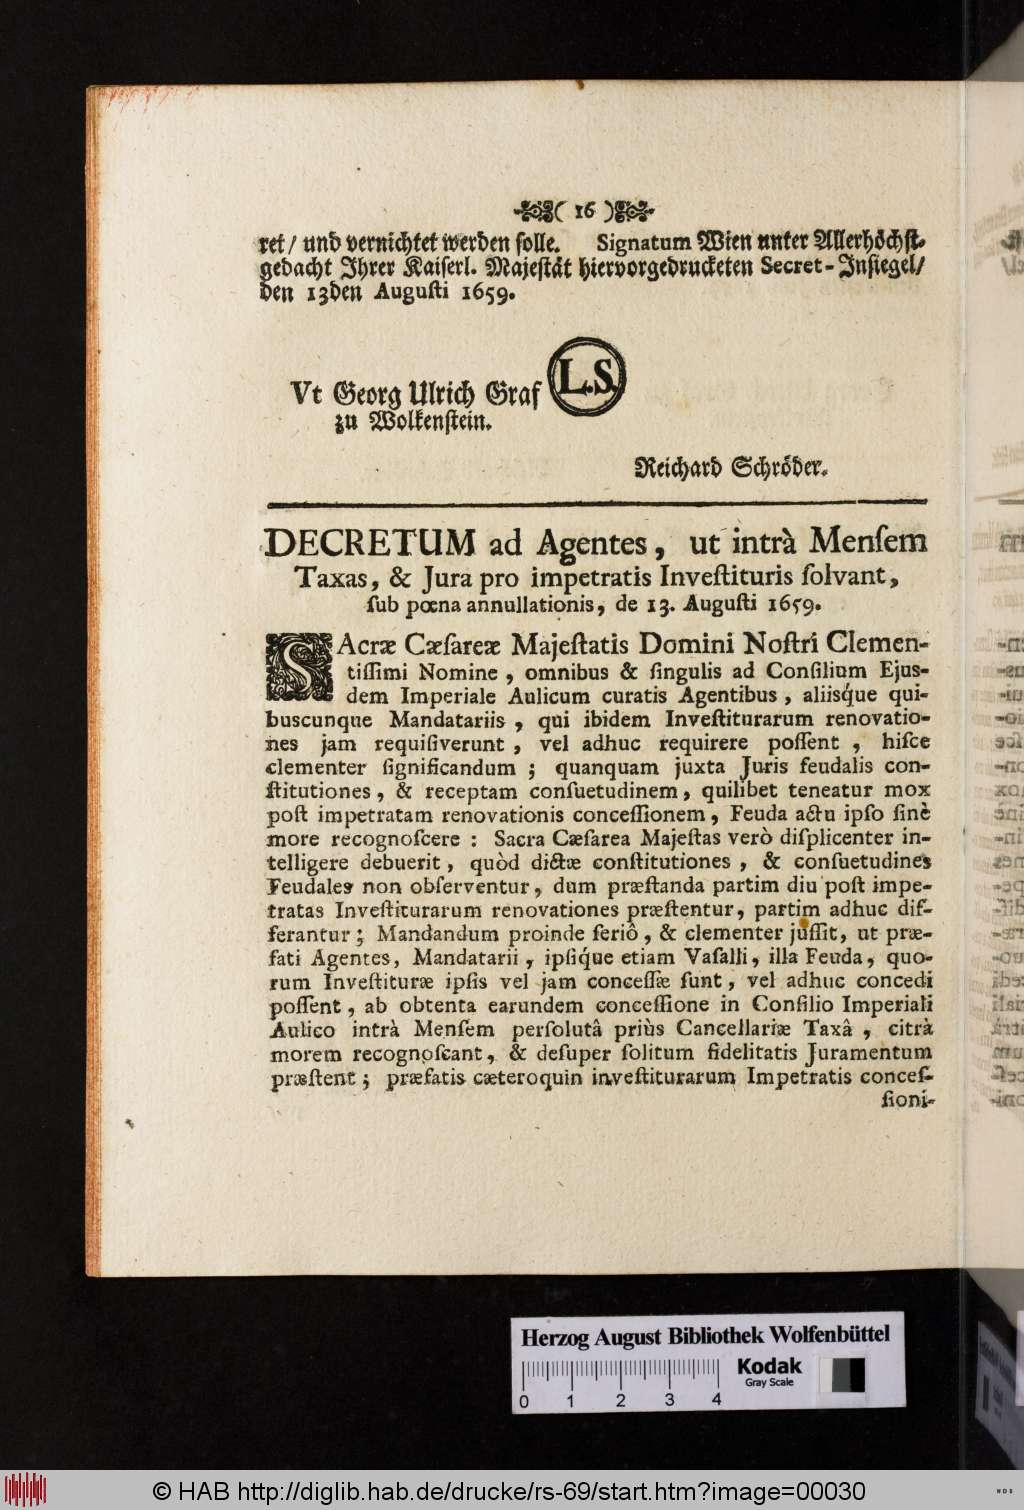 ( 16 )
ret/ und vernichtet werden solle. Signatum Wien unter Allerhöchst-
gedacht Ihrer Kaiserl. Majestät hiervorgedruckten Secret-Insiegel/
den 13den Augusti 1659.
L.S.
Vt Georg Ulrich Graf
zu Wolkenstein.
Reichard Schröder.
DECRETUM ad Agentes, ut intrà Menſem
Taxas, & Jura pro impetratis Inveſtituris ſolvant,
ſub pœna annullationis, de 13. Auguſti 1659.
SAcræ Cæſareæ Majeſtatis Domini Noſtri Clemen-
tiſſimi Nomine, omnibus & ſingulis ad Conſilium Ejus-
dem Imperiale Aulicum curatis Agentibus, aliisq́ue qui-
buscunque Mandatariis, qui ibidem Inveſtiturarum renovatio-
nes jam requiſiverunt, vel adhuc requirere poſſent, hiſce
clementer ſignificandum; quanquam juxta Juris feudalis con-
ſtitutiones, & receptam conſuetudinem, quilibet teneatur mox
poſt impetratam renovationis conceſſionem, Feuda actu ipſo ſinè
more recognoſcere: Sacra Cæſarea Majeſtas verò diſplicenter in-
telligere debuerit, quòd dictæ conſtitutiones, & conſuetudines
Feudales non obſerventur, dum præſtanda partim diu poſt impe-
tratas Inveſtiturarum renovationes præſtentur, partim adhuc dif-
ferantur; Mandandum proinde ſeriô, & clementer juſſit, ut præ-
fati Agentes, Mandatarii, ipſiq́ue etiam Vaſalli, illa Feuda, quo-
rum Inveſtituræ ipſis vel jam conceſſæ ſunt, vel adhuc concedi
poſſent, ab obtenta earundem conceſſione in Conſilio Imperiali
Aulico intrà Menſem perſolutâ priùs Cancellariæ Taxâ, citrà
morem recognoſcant, & deſuper ſolitum fidelitatis Juramentum
præſtent; præfatis cæteroquin inveſtiturarum Impetratis conceſ-
ſioni-
Herzog August Bibliothek Wolfenbüttel
Kodak
Gray Scale
0 1 2 3 4
© HAB http://diglib.hab.de/drucke/rs-69/start.htm?image=00030